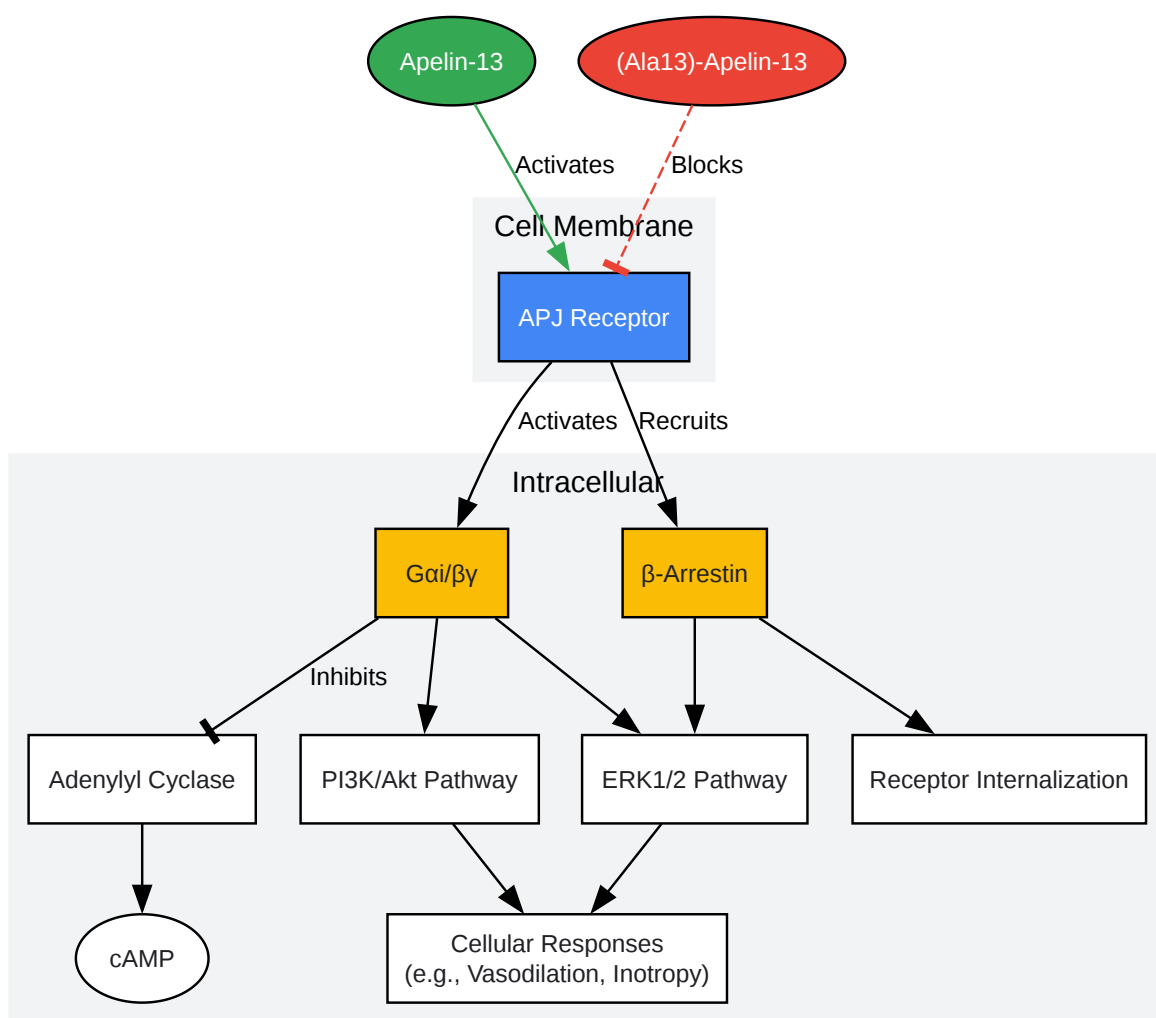 Apelin-13
(Ala13)-Apelin-13
Activates
Blocks
Cell Membrane
APJ Receptor
Activates
Recruits
Intracellular
Gαi/βγ
β-Arrestin
Inhibits
Adenylyl Cyclase
PI3K/Akt Pathway
ERK1/2 Pathway
Receptor Internalization
cAMP
Cellular Responses
(e.g., Vasodilation, Inotropy)